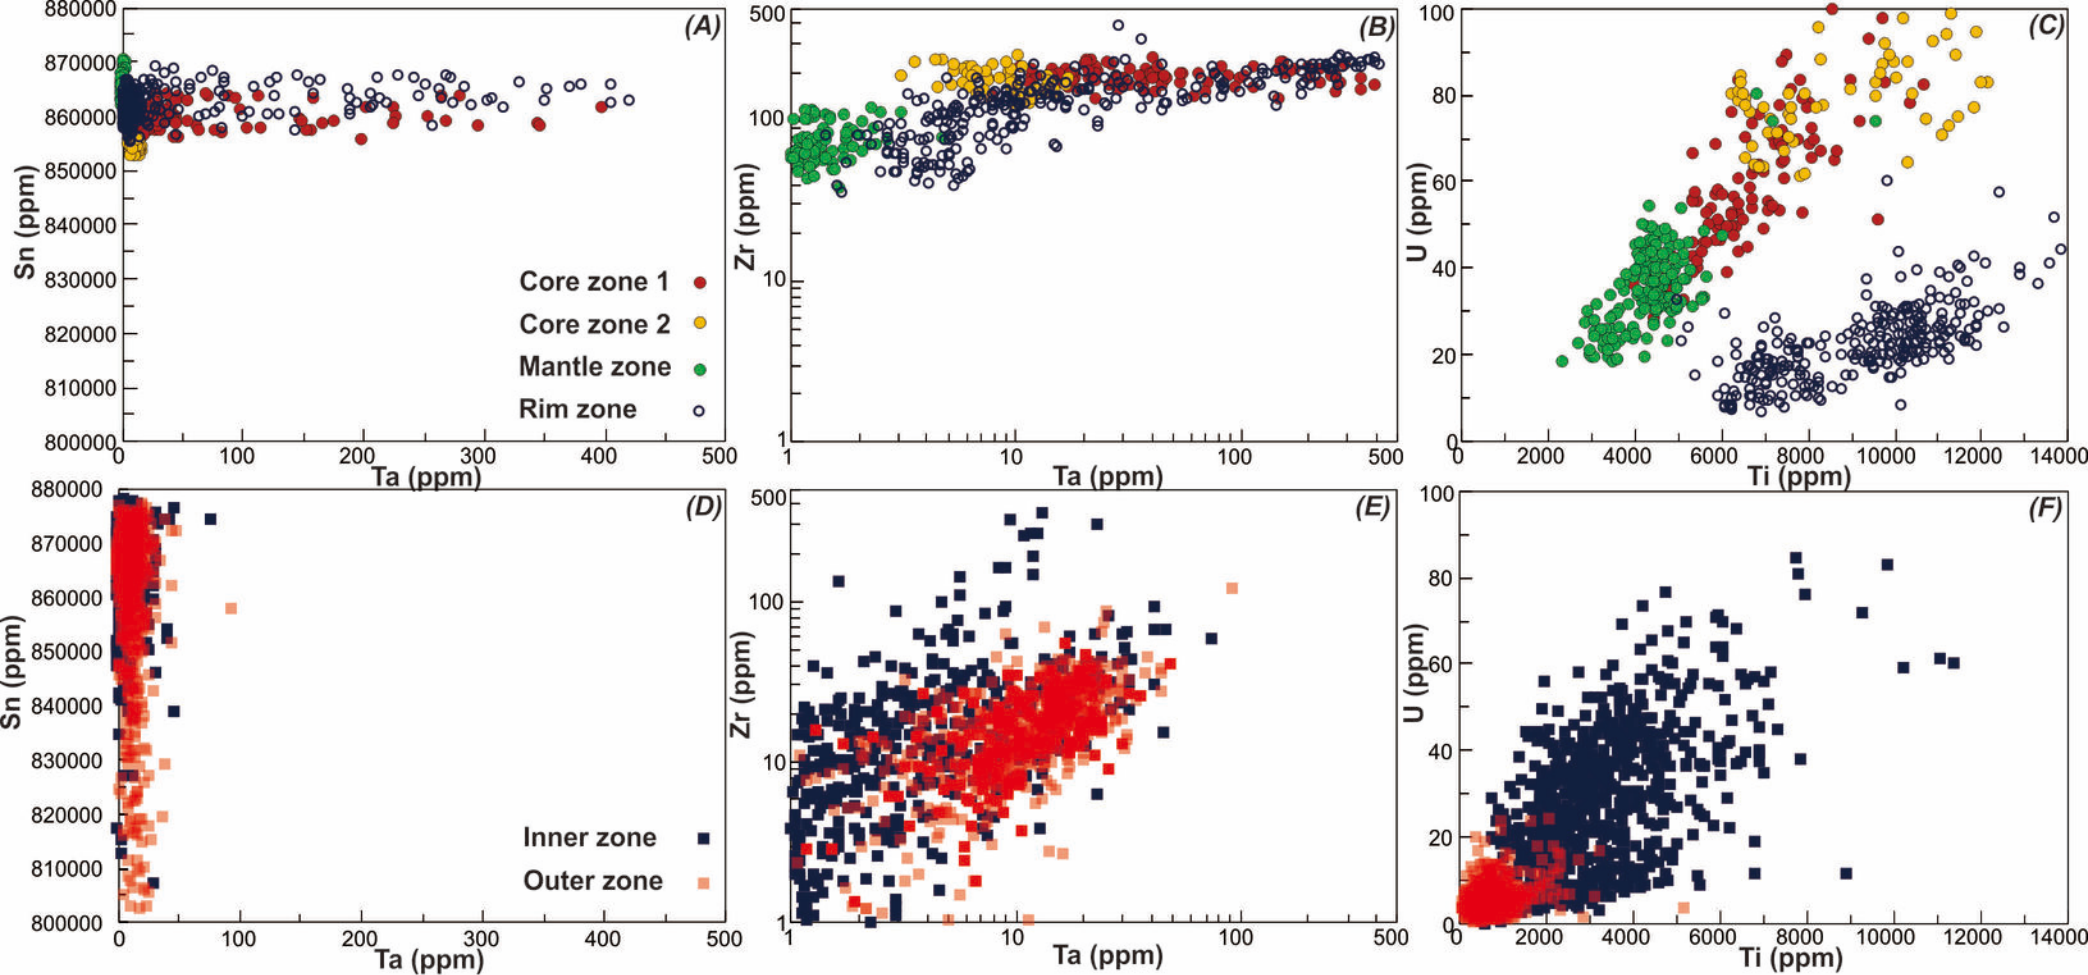 (A)
880000
870000
860000
850000
840000
830000
820000
810000
800000
Sn (ppm)
Core zone 1
Core zone 2
Mantle zone
Rim zone
0 100 200 300 400 500
Ta (ppm)
(B)
500
100
10
1
Zr (ppm)
1 10 100 500
Ta (ppm)
(C)
100
80
60
40
20
0
U (ppm)
0 2000 4000 6000 8000 10000 12000 14000
Ti (ppm)
(D)
880000
870000
860000
850000
840000
830000
820000
810000
800000
Sn (ppm)
Inner zone
Outer zone
0 100 200 300 400 500
Ta (ppm)
(E)
500
100
10
1
Zr (ppm)
1 10 100 500
Ta (ppm)
(F)
100
80
60
40
20
0
U (ppm)
0 2000 4000 6000 8000 10000 12000 14000
Ti (ppm)